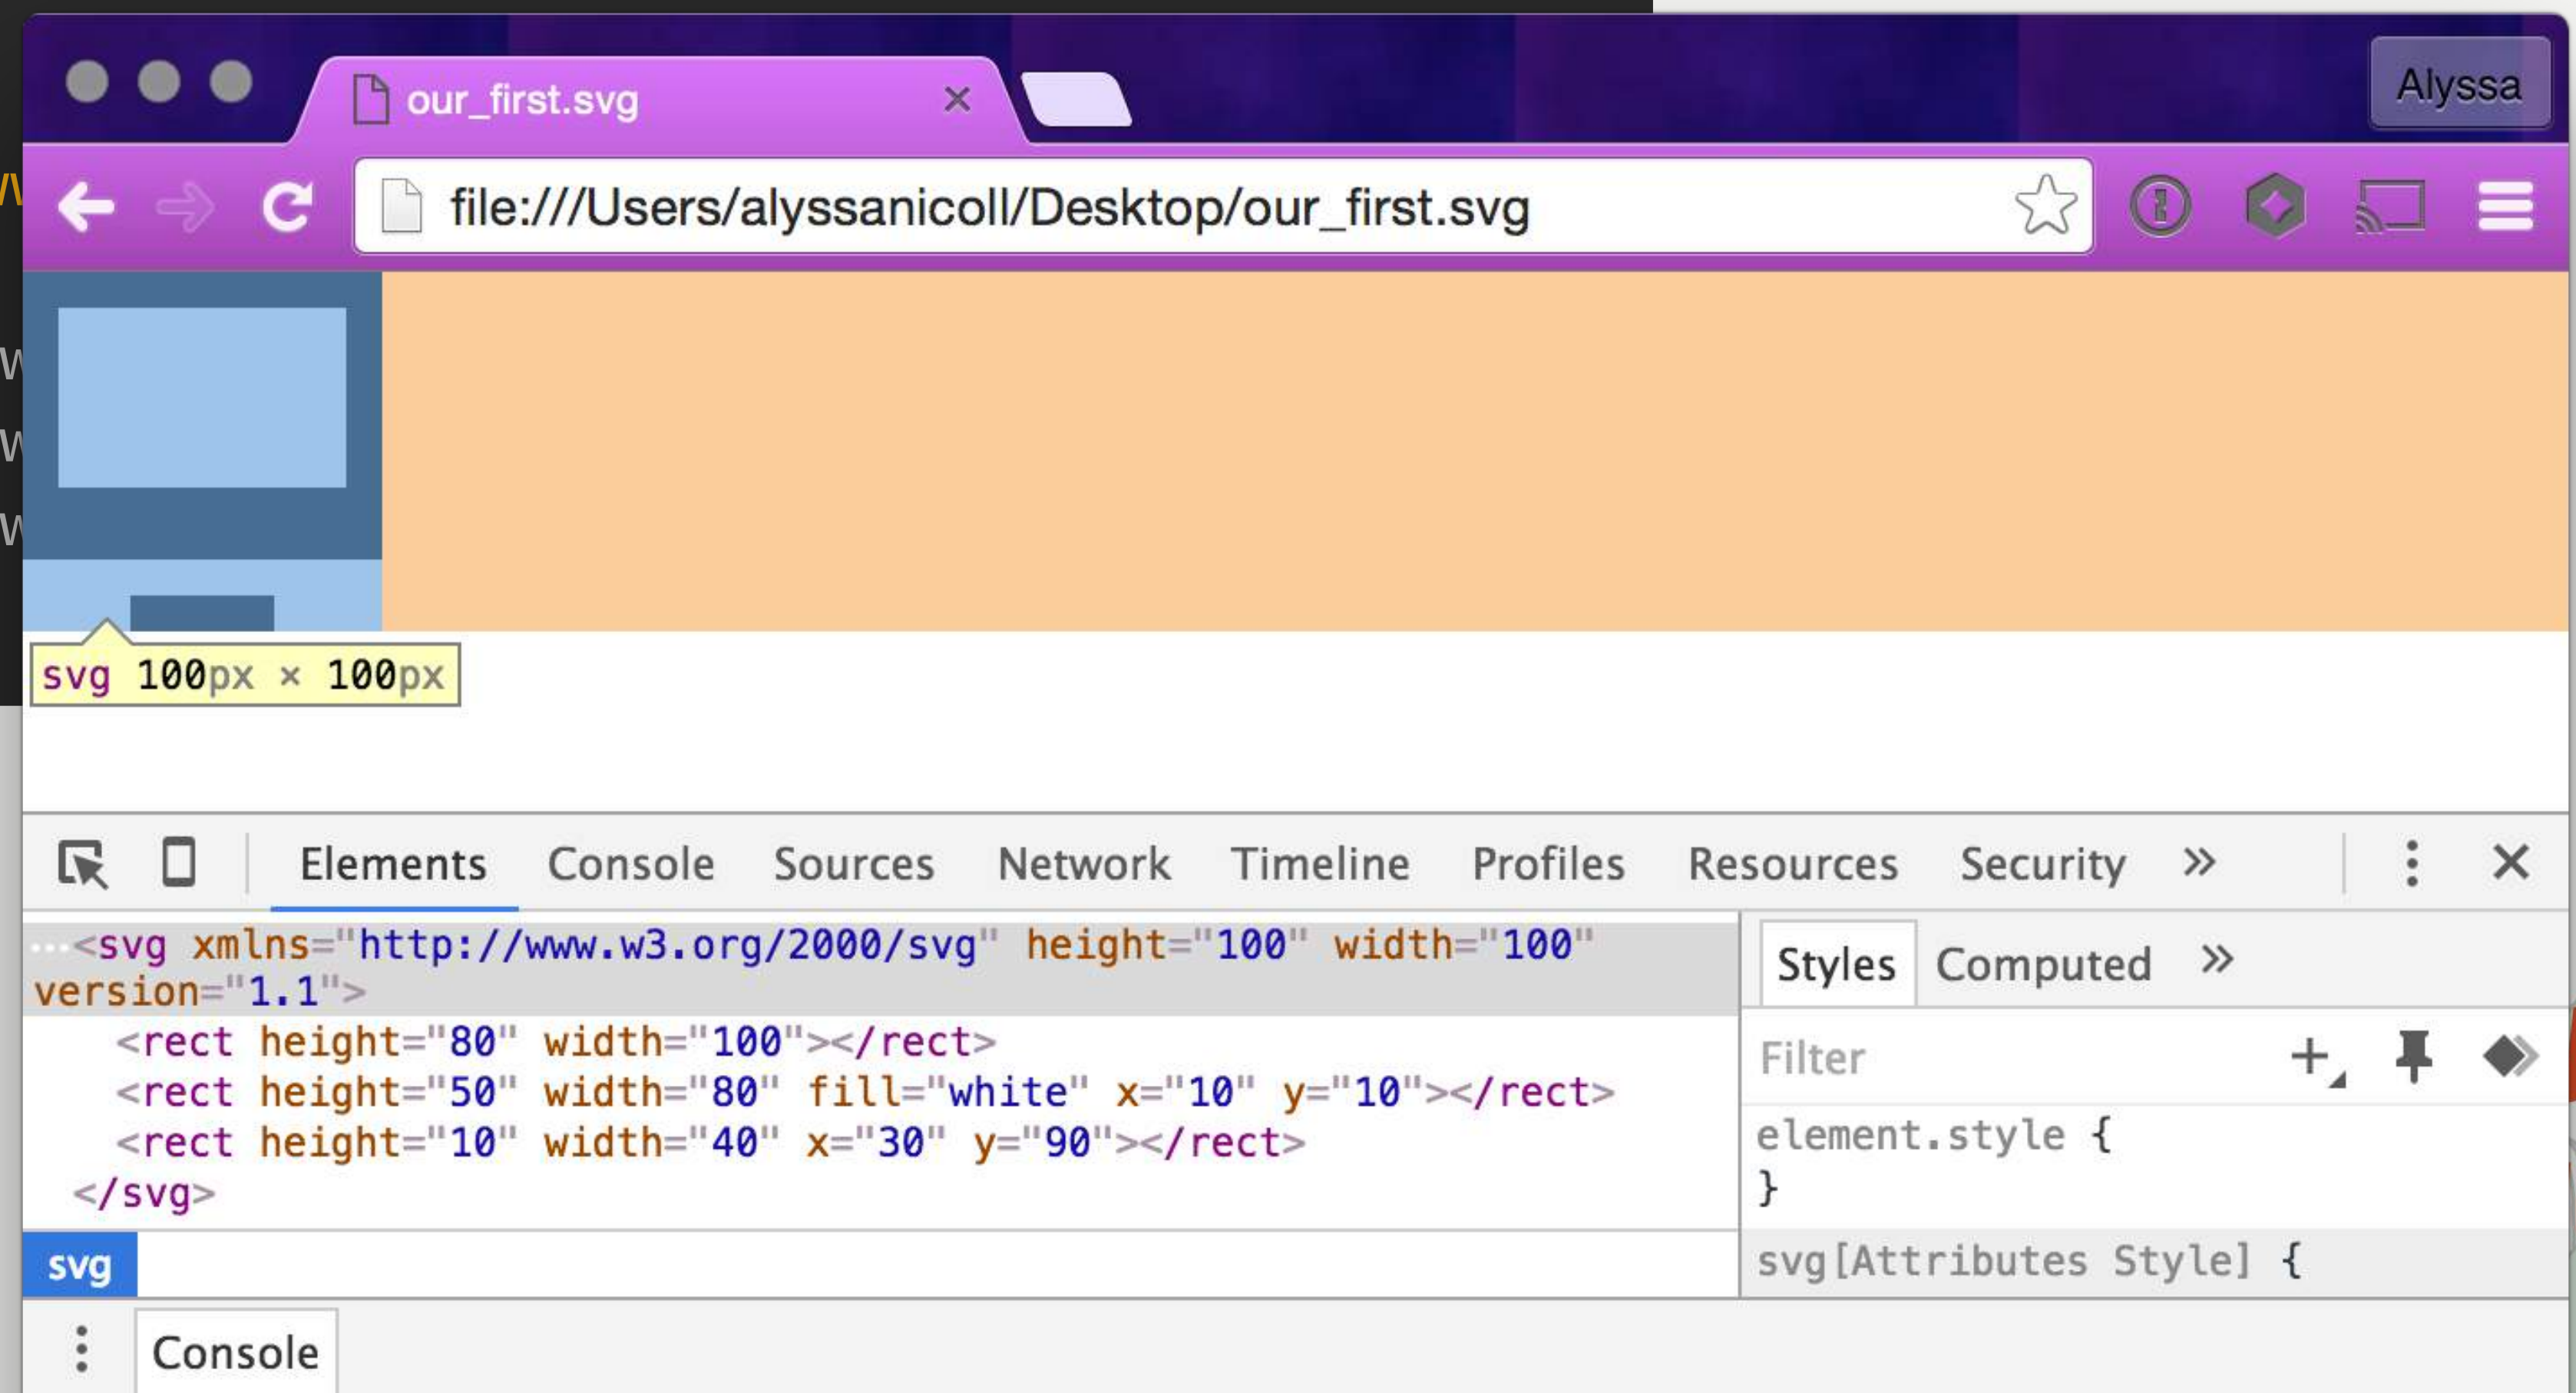 our_first.svg
Alyssa
file:///Users/alyssanicoll/Desktop/our_first.svg
svg 100px × 100px
Elements Console Sources Network Timeline Profiles Resources Security »
…<svg xmlns="http://www.w3.org/2000/svg" height="100" width="100"
version="1.1">
<rect height="80" width="100"></rect>
<rect height="50" width="80" fill="white" x="10" y="10"></rect>
<rect height="10" width="40" x="30" y="90"></rect>
</svg>
svg
Styles Computed »
Filter
element.style {
}
svg[Attributes Style] {
Console